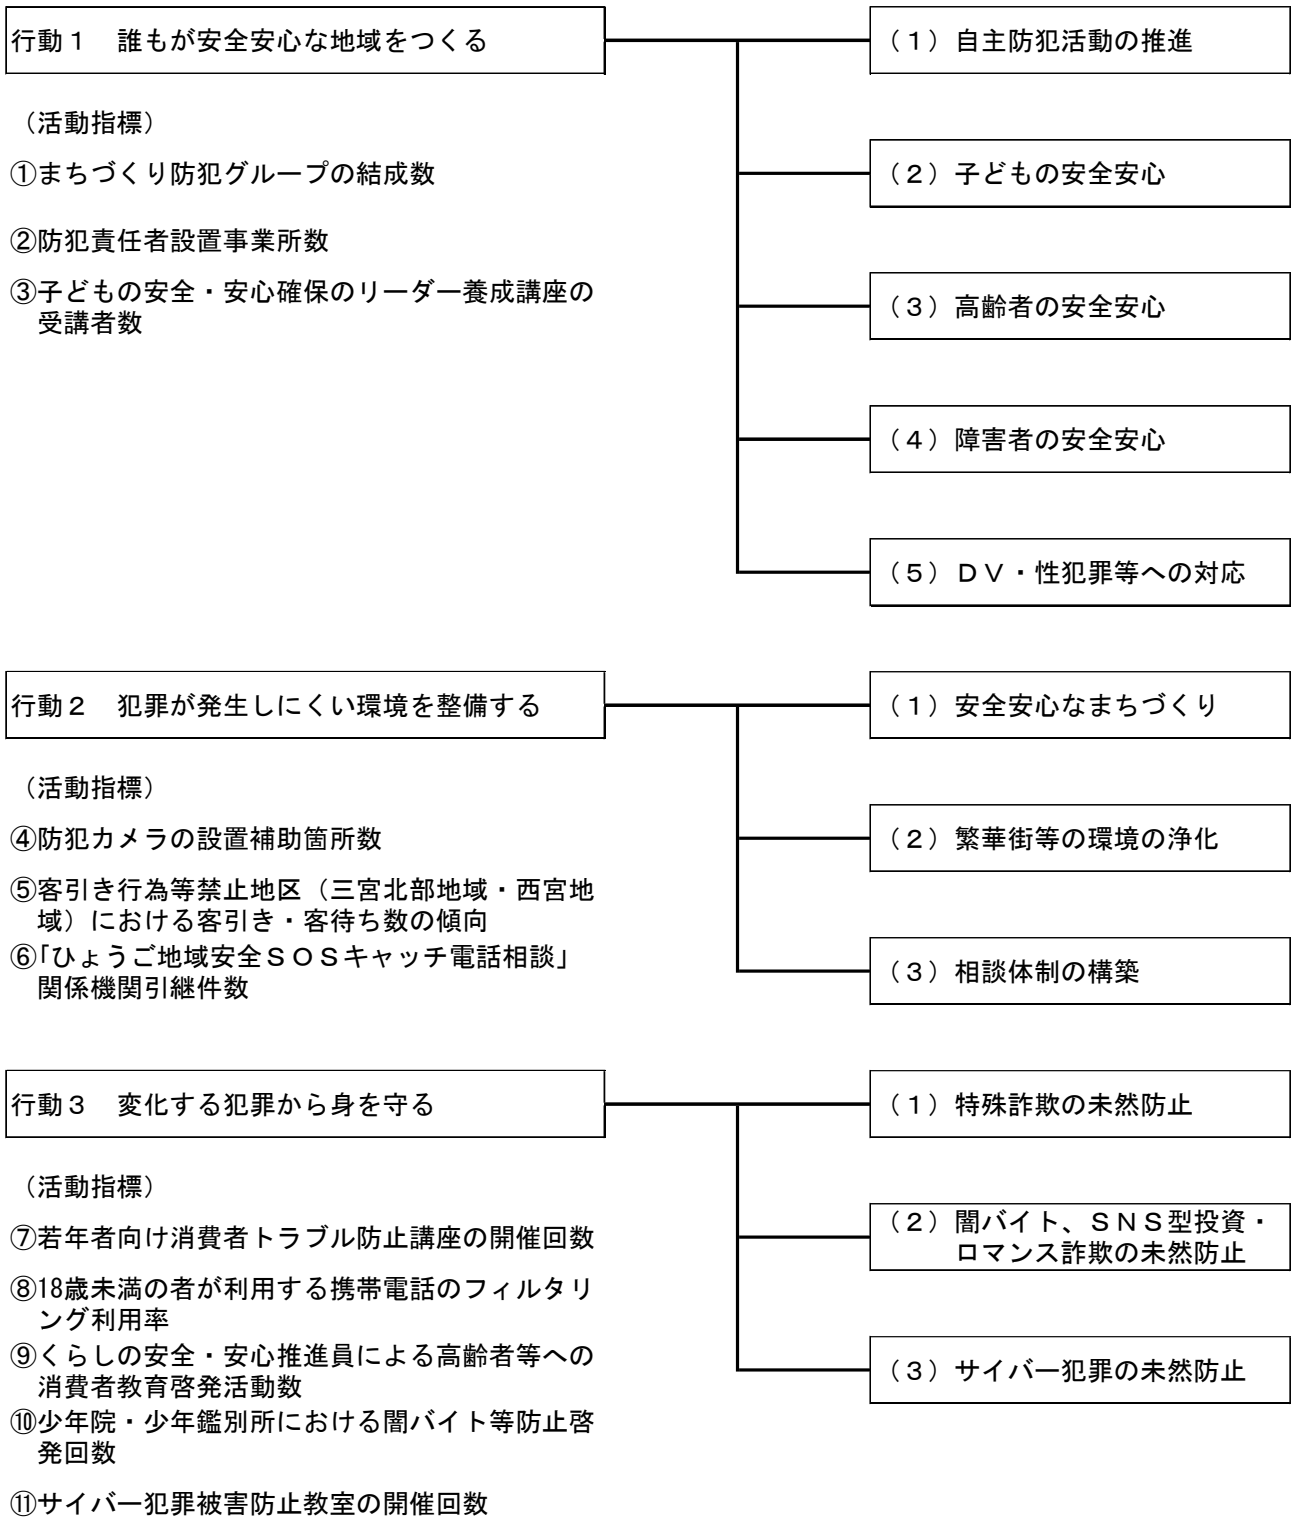 行動１　誰もが安全安心な地域をつくる
（活動指標）
①まちづくり防犯グループの結成数
②防犯責任者設置事業所数
③子どもの安全・安心確保のリーダー養成講座の
受講者数
（１）自主防犯活動の推進
（２）子どもの安全安心
（３）高齢者の安全安心
（４）障害者の安全安心
（５）ＤＶ・性犯罪等への対応
行動２　犯罪が発生しにくい環境を整備する
（活動指標）
④防犯カメラの設置補助箇所数
⑤客引き行為等禁止地区（三宮北部地域・西宮地
域）における客引き・客待ち数の傾向
⑥「ひょうご地域安全ＳＯＳキャッチ電話相談」
関係機関引継件数
（１）安全安心なまちづくり
（２）繁華街等の環境の浄化
（３）相談体制の構築
行動３　変化する犯罪から身を守る
（活動指標）
⑦若年者向け消費者トラブル防止講座の開催回数
⑧18歳未満の者が利用する携帯電話のフィルタリ
ング利用率
⑨くらしの安全・安心推進員による高齢者等への
消費者教育啓発活動数
⑩少年院・少年鑑別所における闇バイト等防止啓
発回数
⑪サイバー犯罪被害防止教室の開催回数
（１）特殊詐欺の未然防止
（２）闇バイト、ＳＮＳ型投資・
ロマンス詐欺の未然防止
（３）サイバー犯罪の未然防止